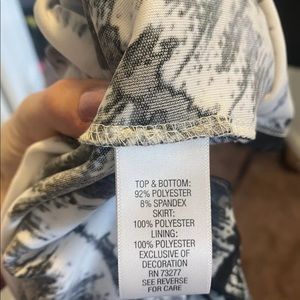 TOP & BOTTOM:
92% POLYESTER
8% SPANDEX
SKIRT:
100% POLYESTER
LINING:
100% POLYESTER
EXCLUSIVE OF
DECORATION
RN 73277
SEE REVERSE
FOR CARE